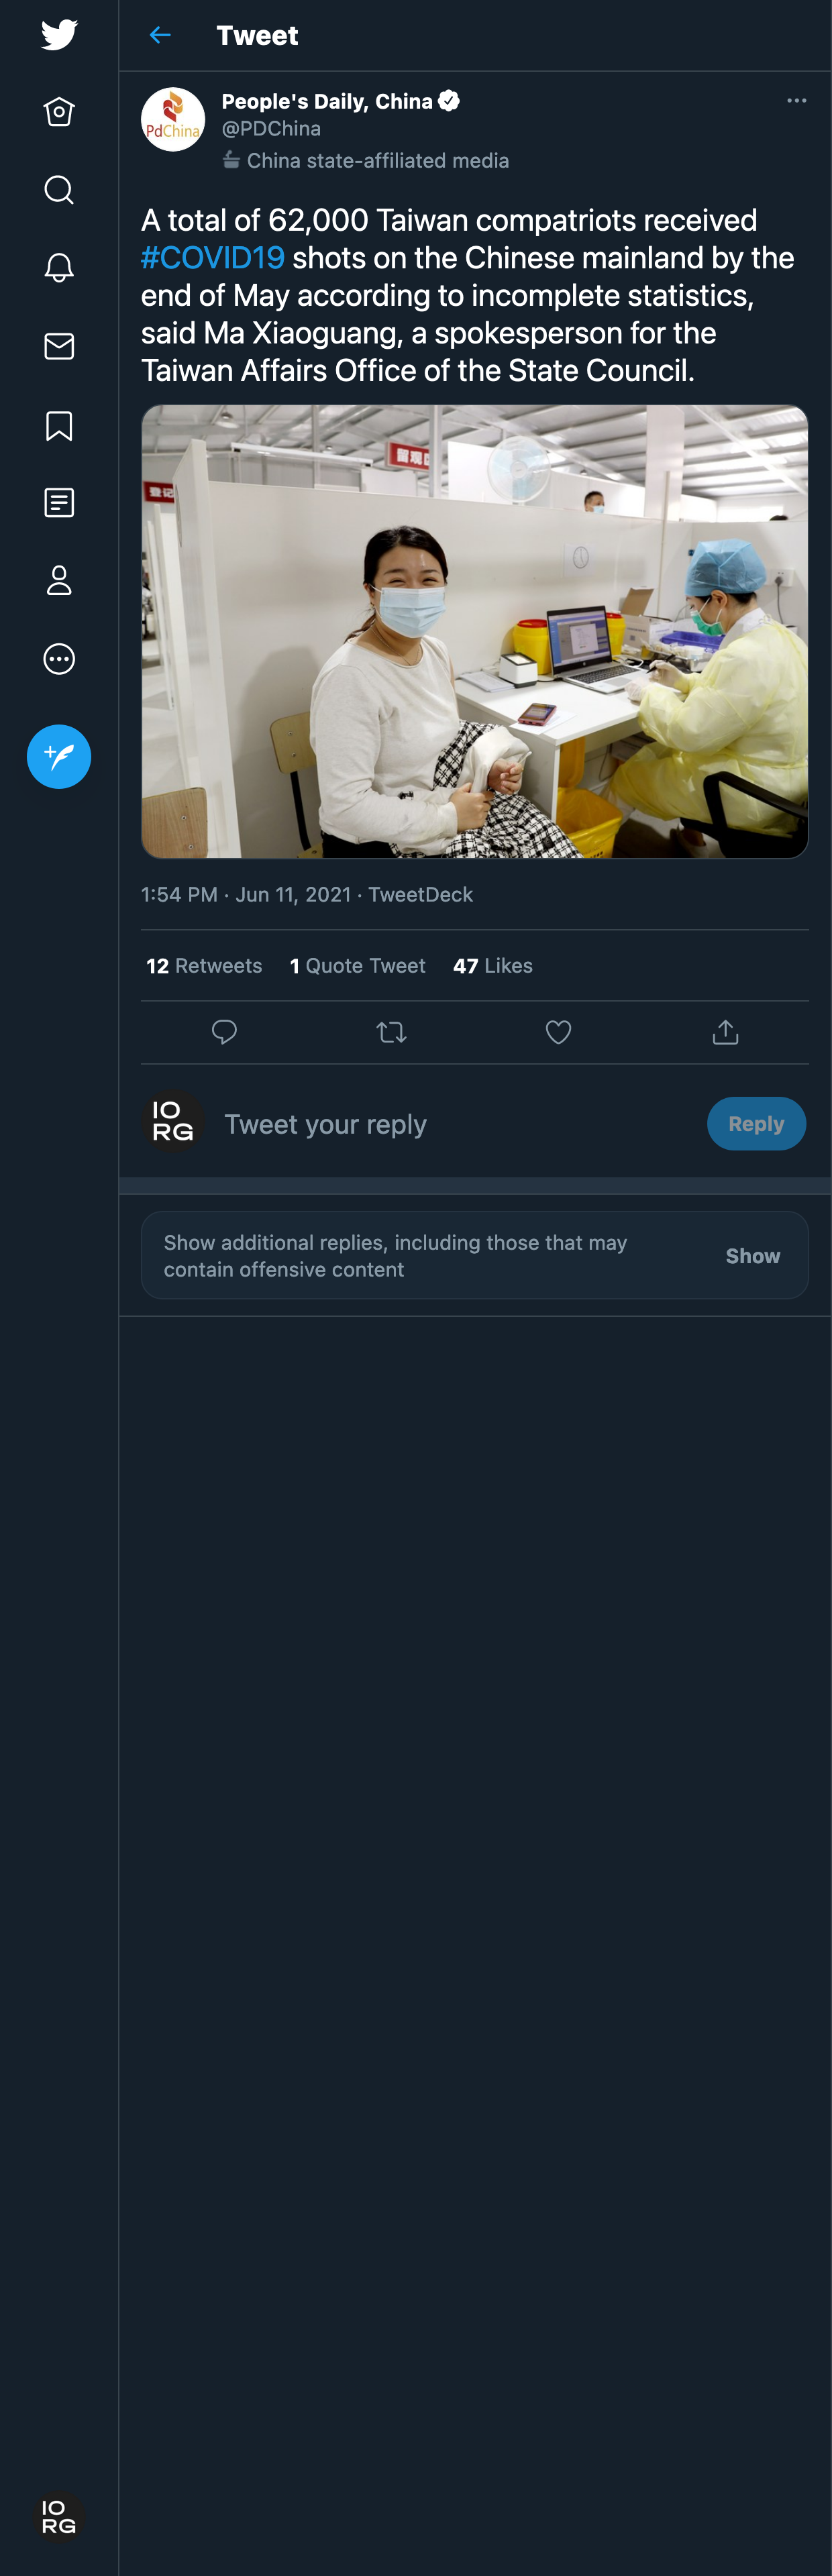 Tweet
People's Daily, China
PdChina
@PDChina
China state-affiliated media
A total of 62,000 Taiwan compatriots received
#COVID19 shots on the Chinese mainland by the
end of May according to incomplete statistics,
said Ma Xiaoguang, a spokesperson for the
Taiwan Affairs Office of the State Council.
留观
登记
1:54 PM · Jun 11, 2021 · TweetDeck
12 Retweets 1 Quote Tweet 47 Likes
IO
RG
Tweet your reply
Reply
Show additional replies, including those that may
contain offensive content
Show
IO
RG